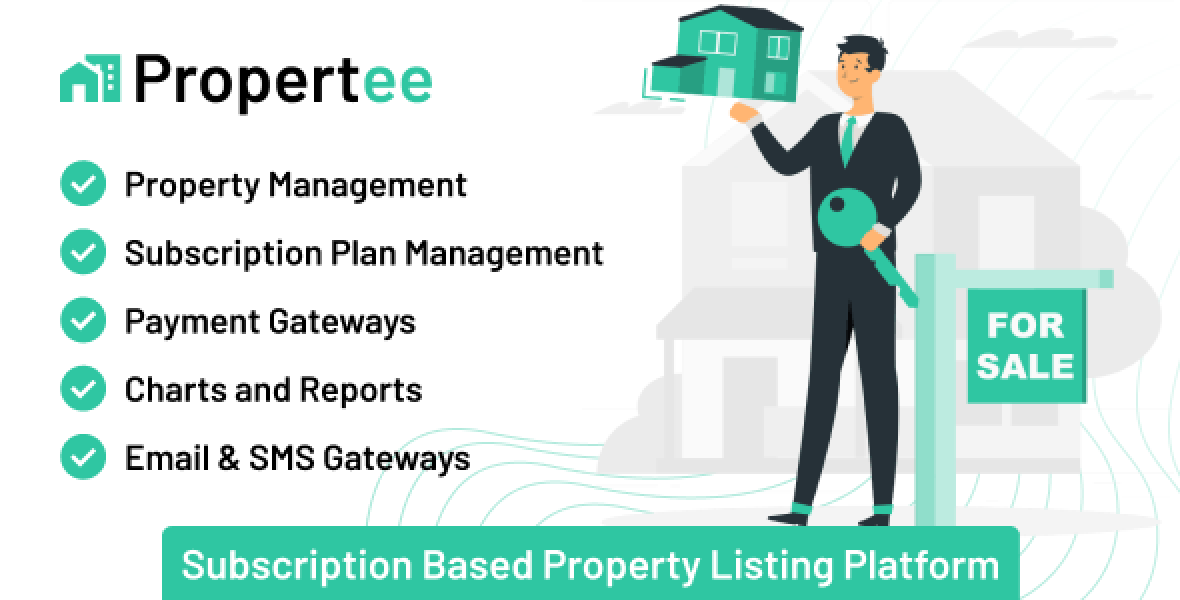 Propertee
Property Management
Subscription Plan Management
Payment Gateways
Charts and Reports
Email & SMS Gateways
FOR
SALE
Subscription Based Property Listing Platform